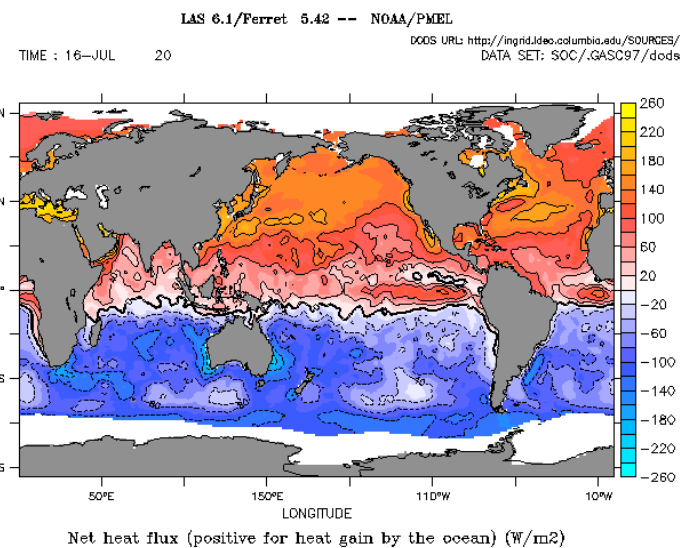 LAS 6.1/Ferret 5.42 -- NOAA/PMEL
DODS URL: http://ingrid.ldeo.columbia.edu/SOURCES/
TIME : 16-JUL 20
DATA SET: SOC/.GASC97/dods
260
220
180
140
100
60
20
-20
-60
-100
-140
-180
-220
-260
N
N
°
S
S
50°E
150°E
110°W
10°W
LONGITUDE
Net heat flux (positive for heat gain by the ocean) (W/m2)